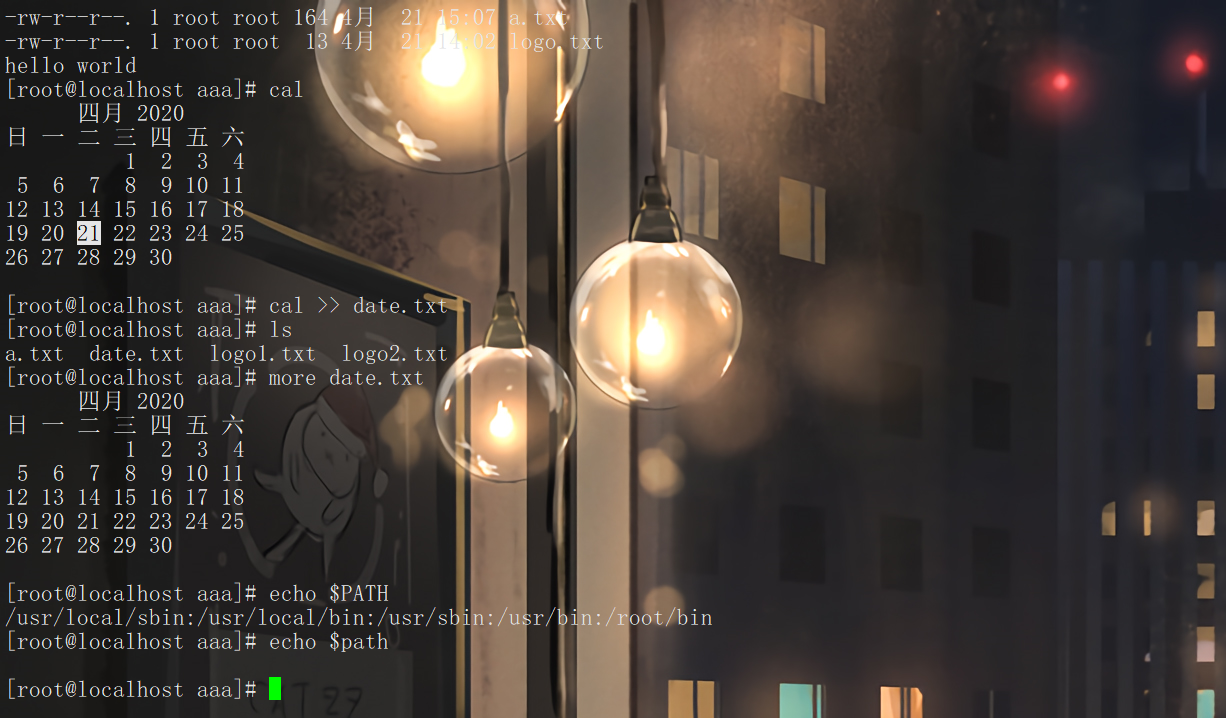 -rw-r--r--. 1 root root 164 4月  21 15:07 a.txt
-rw-r--r--. 1 root root  13 4月  21 14:02 logo.txt
hello world
[root@localhost aaa]# cal
      四月 2020
日 一 二 三 四 五 六
          1  2  3  4
 5  6  7  8  9 10 11
12 13 14 15 16 17 18
19 20 21 22 23 24 25
26 27 28 29 30
[root@localhost aaa]# cal >> date.txt
[root@localhost aaa]# ls
a.txt  date.txt  logo1.txt  logo2.txt
[root@localhost aaa]# more date.txt
      四月 2020
日 一 二 三 四 五 六
          1  2  3  4
 5  6  7  8  9 10 11
12 13 14 15 16 17 18
19 20 21 22 23 24 25
26 27 28 29 30
[root@localhost aaa]# echo $PATH
/usr/local/sbin:/usr/local/bin:/usr/sbin:/usr/bin:/root/bin
[root@localhost aaa]# echo $path
[root@localhost aaa]#